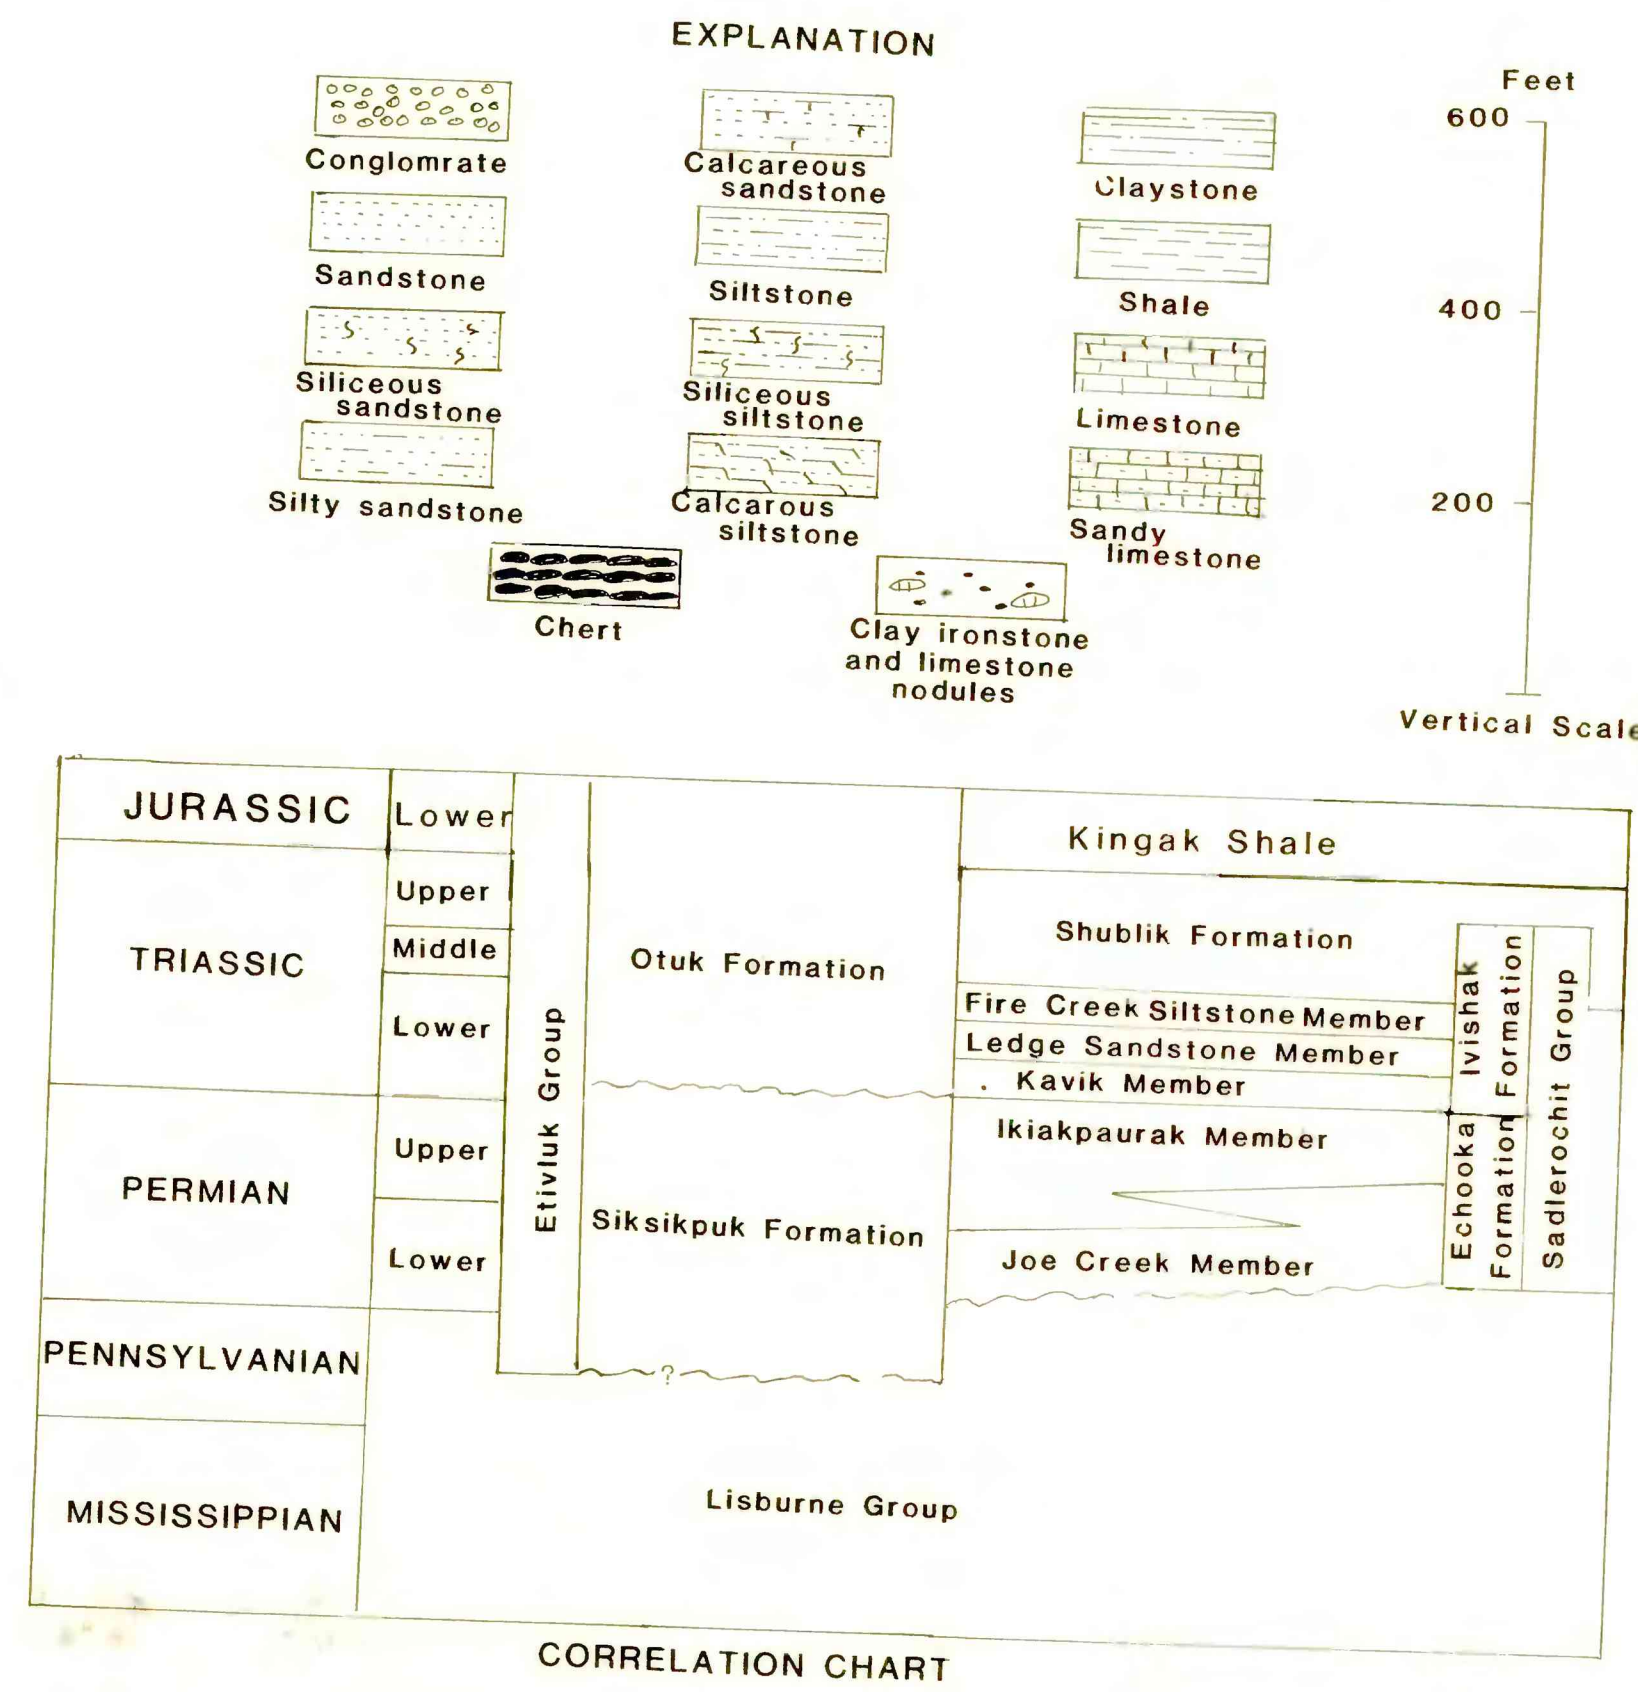 EXPLANATION
Feet
600
400
200
Vertical Scale
Conglomrate
Calcareous
sandstone
Claystone
Sandstone
Siltstone
Shale
Siliceous
sandstone
Siliceous
siltstone
Limestone
Silty sandstone
Calcarous
siltstone
Sandy
limestone
Chert
Clay ironstone
and limestone
nodules
JURASSIC
Lower
Kingak Shale
TRIASSIC
Upper
Middle
Lower
Etivluk Group
Otuk Formation
Shublik Formation
Fire Creek Siltstone Member
Ledge Sandstone Member
Kavik Member
Ivishak
Formation
Sadlerochit Group
PERMIAN
Upper
Lower
Siksikpuk Formation
Ikiakpaurak Member
Joe Creek Member
Echooka
Formation
PENNSYLVANIAN
?
MISSISSIPPIAN
Lisburne Group
CORRELATION CHART